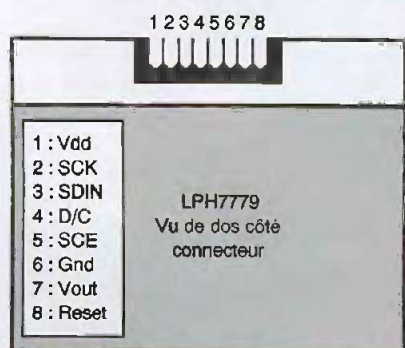 12345678
1 : Vdd
2 : SCK
3 : SDIN
4 : D/C
5 : SCE
6 : Gnd
7 : Vout
8 : Reset
LPH7779
Vu de dos côté
connecteur